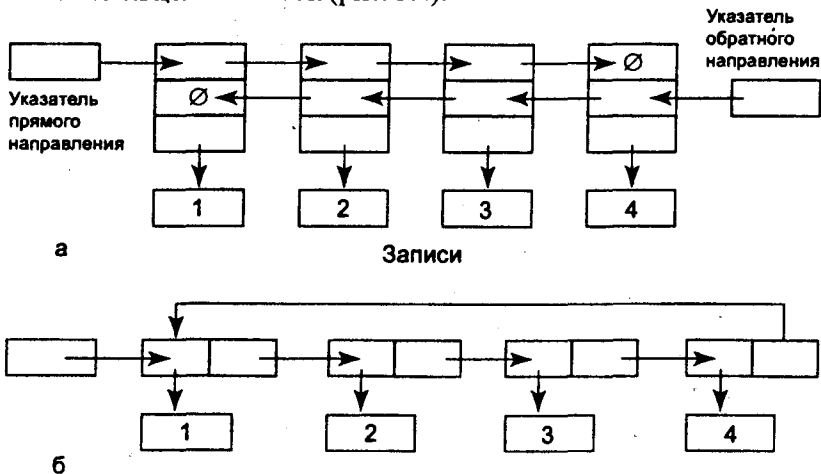 Указатель
обратного
направления
∅
∅
Указатель
прямого
направления
1 2 3 4
а
Записи
1 2 3 4
б